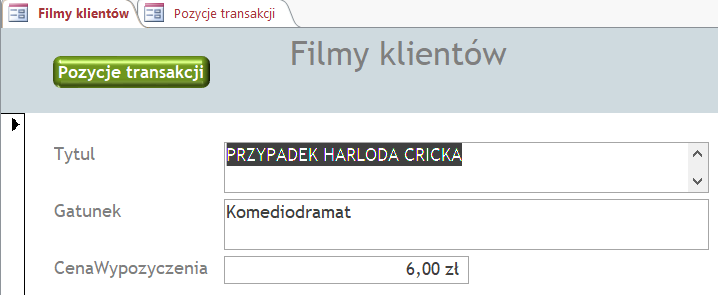 Filmy klientów Pozycje transakcji
Filmy klientów
Pozycje transakcji
Tytul PRZYPADEK HARLODA CRICKA
Gatunek Komediodramat
CenaWypozyczenia 6,00 zł